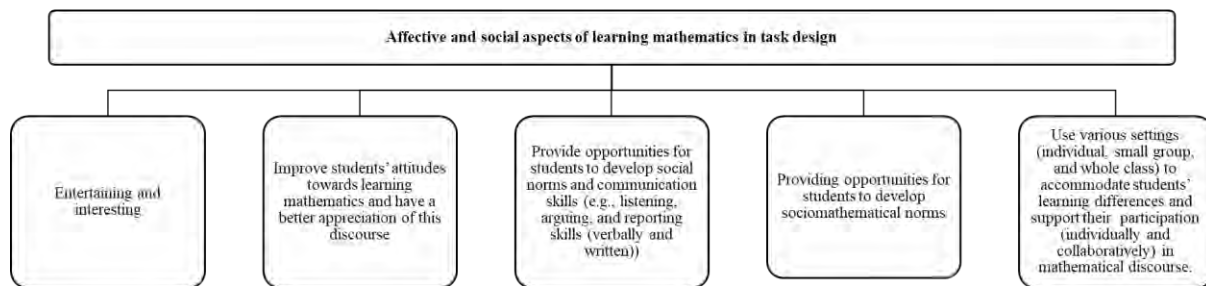 Affective and social aspects of learning mathematics in task design
Entertaining and
interesting
Improve students' attitudes
towards learning
mathematics and have a
better appreciation of this
discourse
Provide opportunities for
students to develop social
norms and communication
skills (e.g., listening,
arguing, and reporting
skills (verbally and
written))
Providing opportunities for
students to develop
sociomathematical norms
Use various settings
(individual, small group,
and whole class) to
accommodate students'
learning differences and
support their participation
(individually and
collaboratively) in
mathematical discourse.